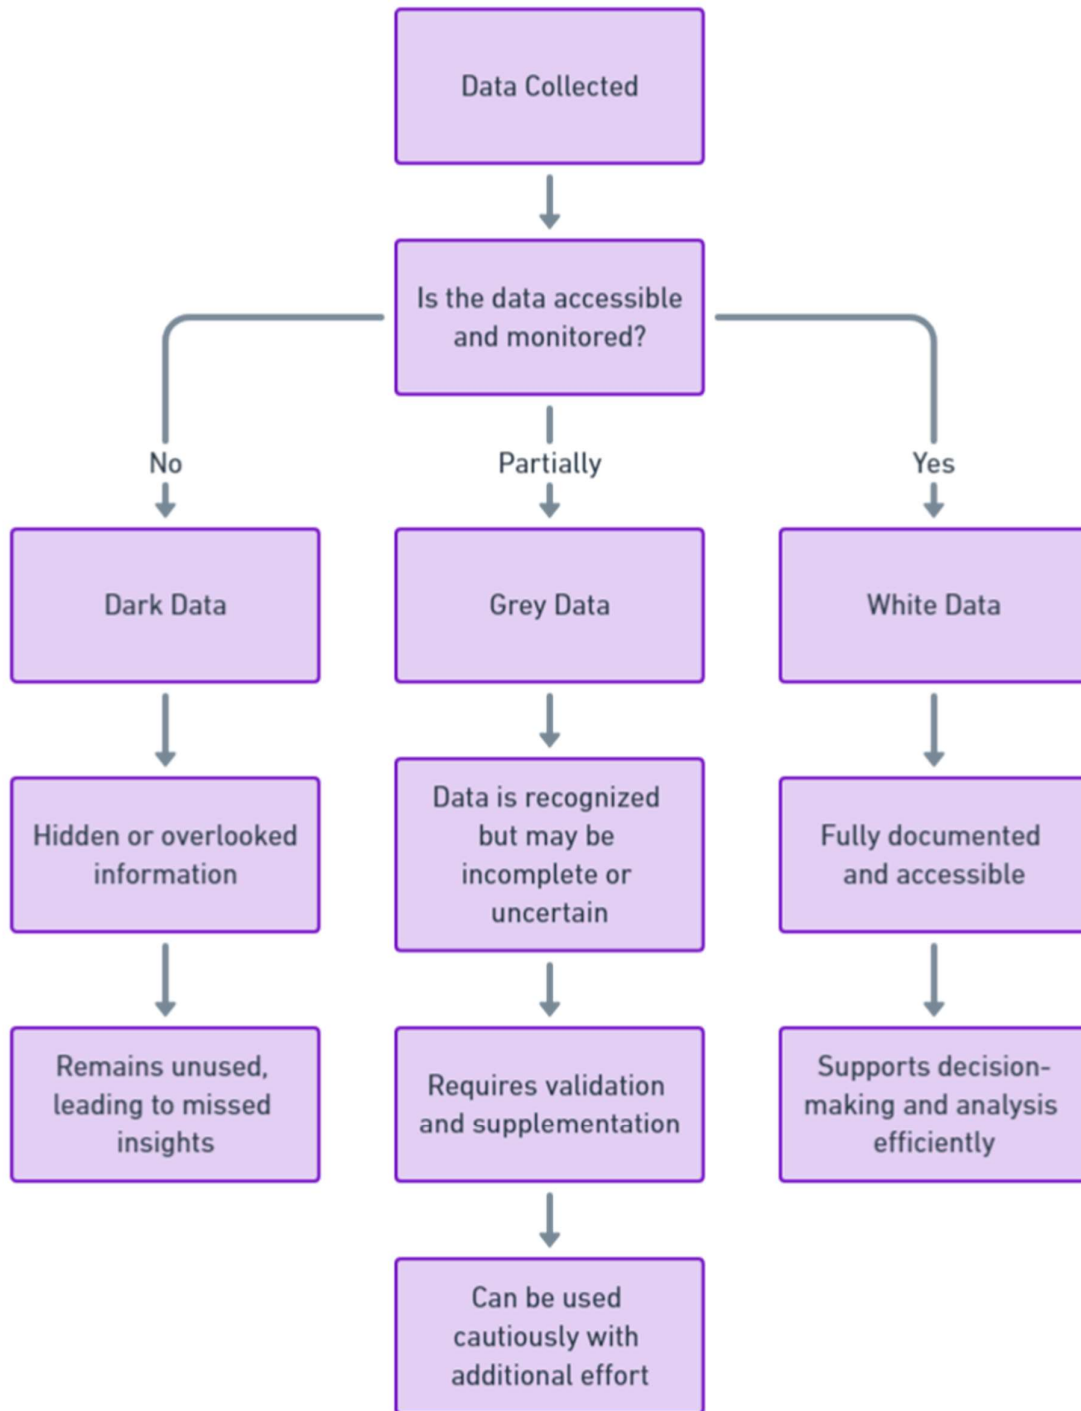 Data Collected
Is the data accessible
and monitored?
No
Partially
Yes
Dark Data
Grey Data
White Data
Hidden or overlooked
information
Data is recognized
but may be
incomplete or
uncertain
Fully documented
and accessible
Remains unused,
leading to missed
insights
Requires validation
and supplementation
Supports decision-
making and analysis
efficiently
Can be used
cautiously with
additional effort